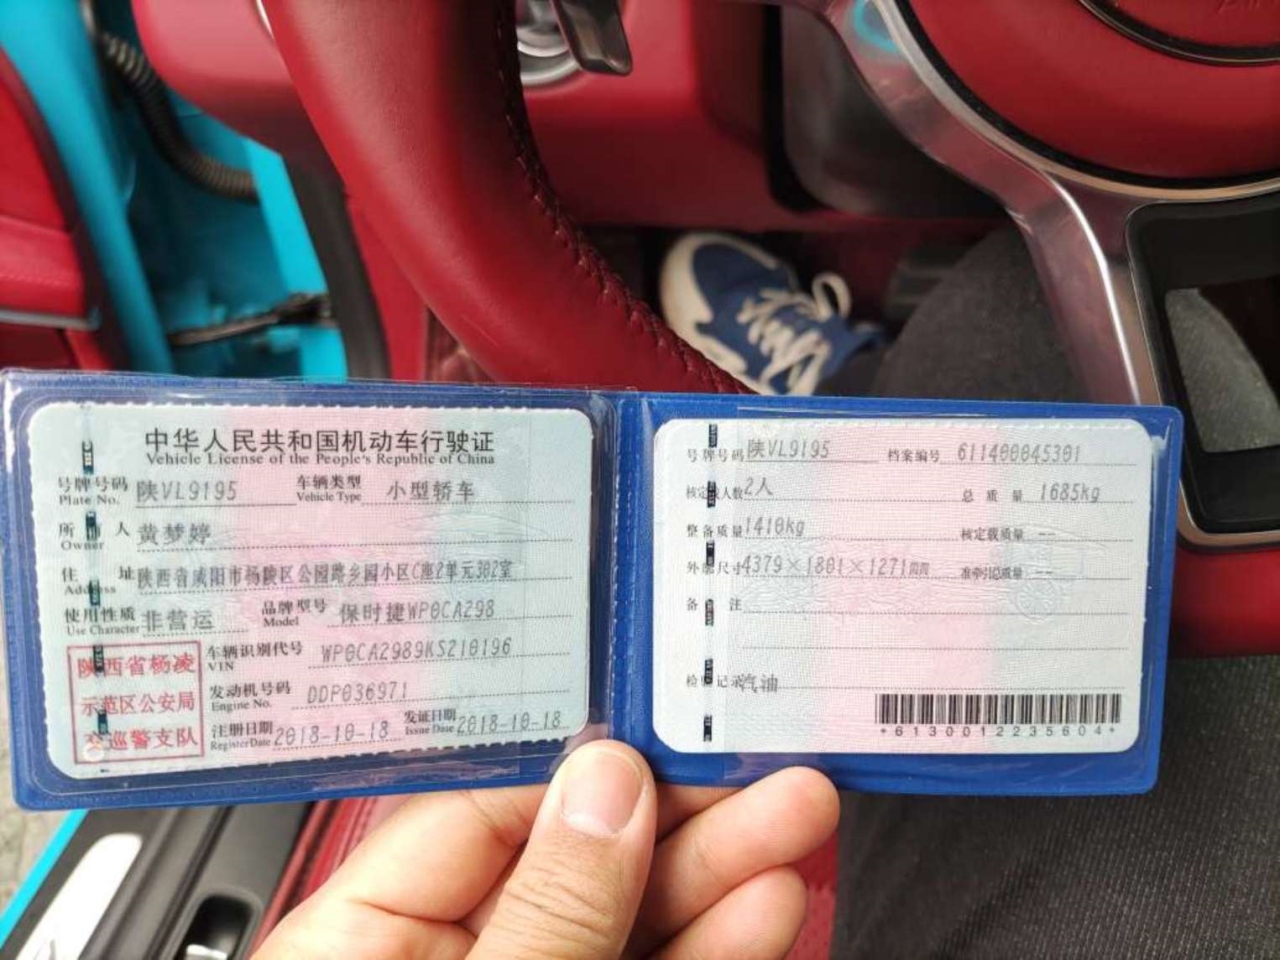 中华人民共和国机动车行驶证
Vehicle License of the People's Republic of China
号牌号码 陕VL9195 车辆类型 小型轿车
Plate No. Vehicle Type
所有人 黄梦婷
Owner
住址 陕西省咸阳市杨陵区公园路乡园小区C座2单元302室
Address
使用性质 非营运 品牌型号 保时捷WP0CA298
Use Character Model
陕西省杨凌
示范区公安局
交巡警支队
车辆识别代号 WP0CA2989KS210196
VIN
发动机号码 DDP036971
Engine No.
注册日期 2018-10-18 发证日期 2018-10-18
Register Date Issue Date
号牌号码 陕VL9195 档案编号 611400045301
核定载人数 2人 总质量 1685kg
整备质量 1410kg 核定载质量 --
外廓尺寸 4379×1801×1271mm 准牵引总质量 --
备注
检验记录 汽油
*6130012235604*